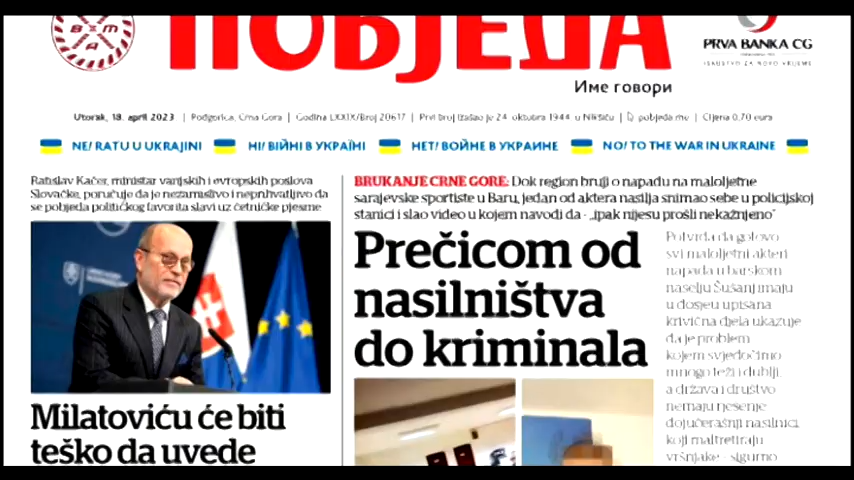 ПОБЈЕДА
PRVA BANKA CG
Име говори
Utorak, 18. april 2023 | Podgorica, Crna Gora | Godina LXXIX/Broj 20617 | Prvi broj izašao je 24. oktobra 1944. u Nikšiću | pobjeda.me | Cijena 0,70 eura
NE! RATU U UKRAJINI НІ! ВІЙНІ В УКРАЇНІ НЕТ! ВОЙНЕ В УКРАИНЕ NO! TO THE WAR IN UKRAINE
Rastislav Kačer, ministar vanjskih i evropskih poslova
Slovačke, poručuje da je nezamislivo i neprihvatljivo da
se pobjeda političkog favorita slavi uz četničke pjesme
Milatoviću će biti
teško da uvede
BRUKANJE CRNE GORE: Dok region bruji o napadu na maloljetne
sarajevske sportiste u Baru, jedan od aktera nasilja snimao sebe u policijskoj
stanici i slao video u kojem navodi da - „ipak nijesu prošli nekažnjeno“
Prečicom od
nasilništva
do kriminala
Potvrda da gotovo
svi maloljetni akteri
napada u barskom
naselju Šušanj imaju
u dosjeu upisana
krivična djela ukazuje
da je problem
kojem svjedočimo
mnogo teži i dublji,
a država i društvo
nemaju rješenje
dojučerašnji nasilnici,
koji maltretiraju
vršnjake - sigurno